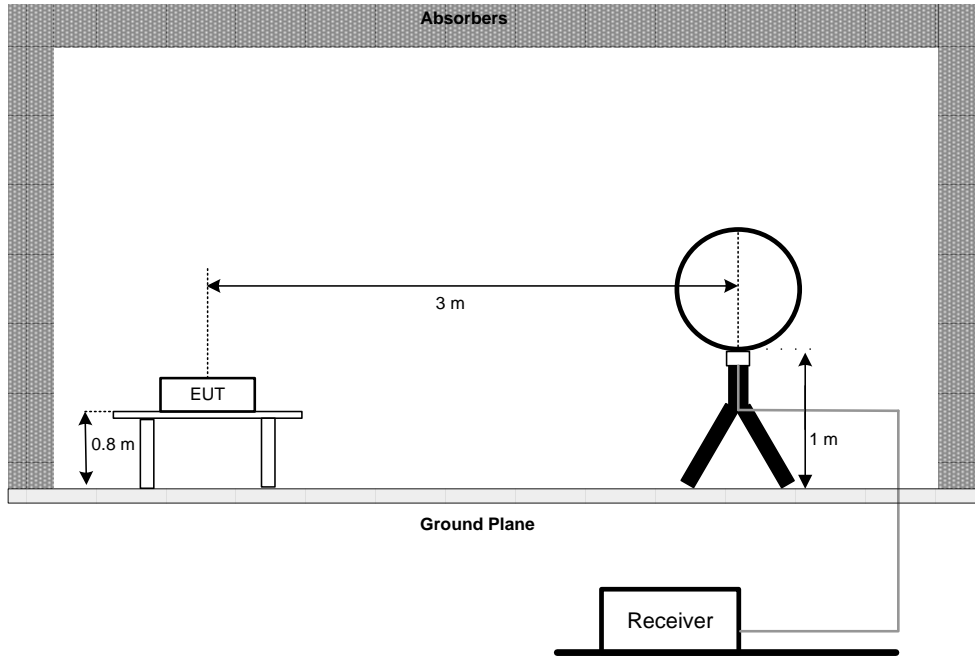 Absorbers
3 m
EUT
0.8 m
1 m
Ground Plane
Receiver